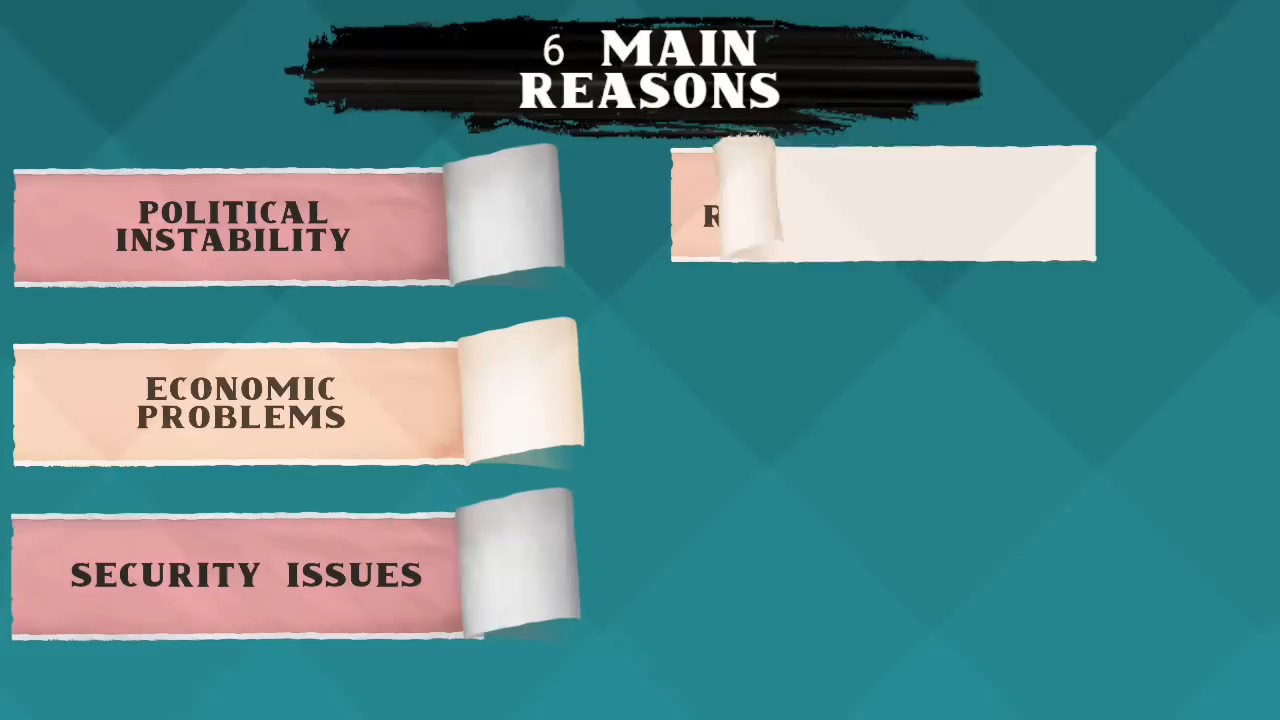 6 MAIN
REASONS
POLITICAL
INSTABILITY
ECONOMIC
PROBLEMS
SECURITY ISSUES